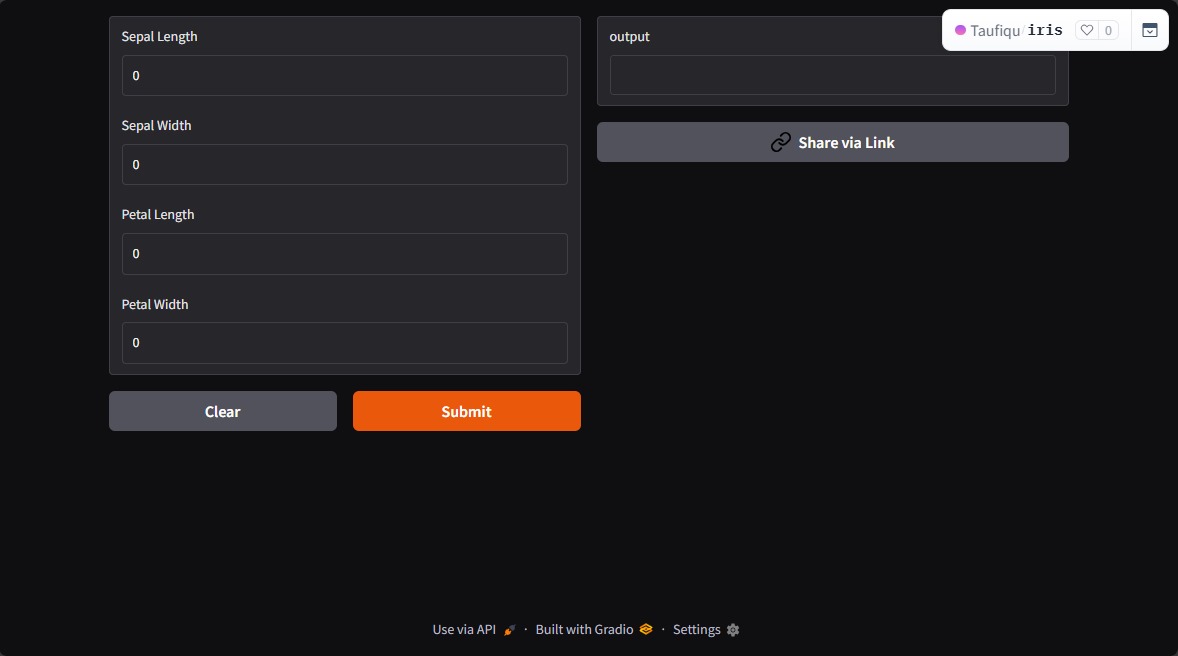 Sepal Length
0
Sepal Width
0
Petal Length
0
Petal Width
0
Clear
Submit
output
Share via Link
Taufiqu/iris
0
Use via API · Built with Gradio · Settings